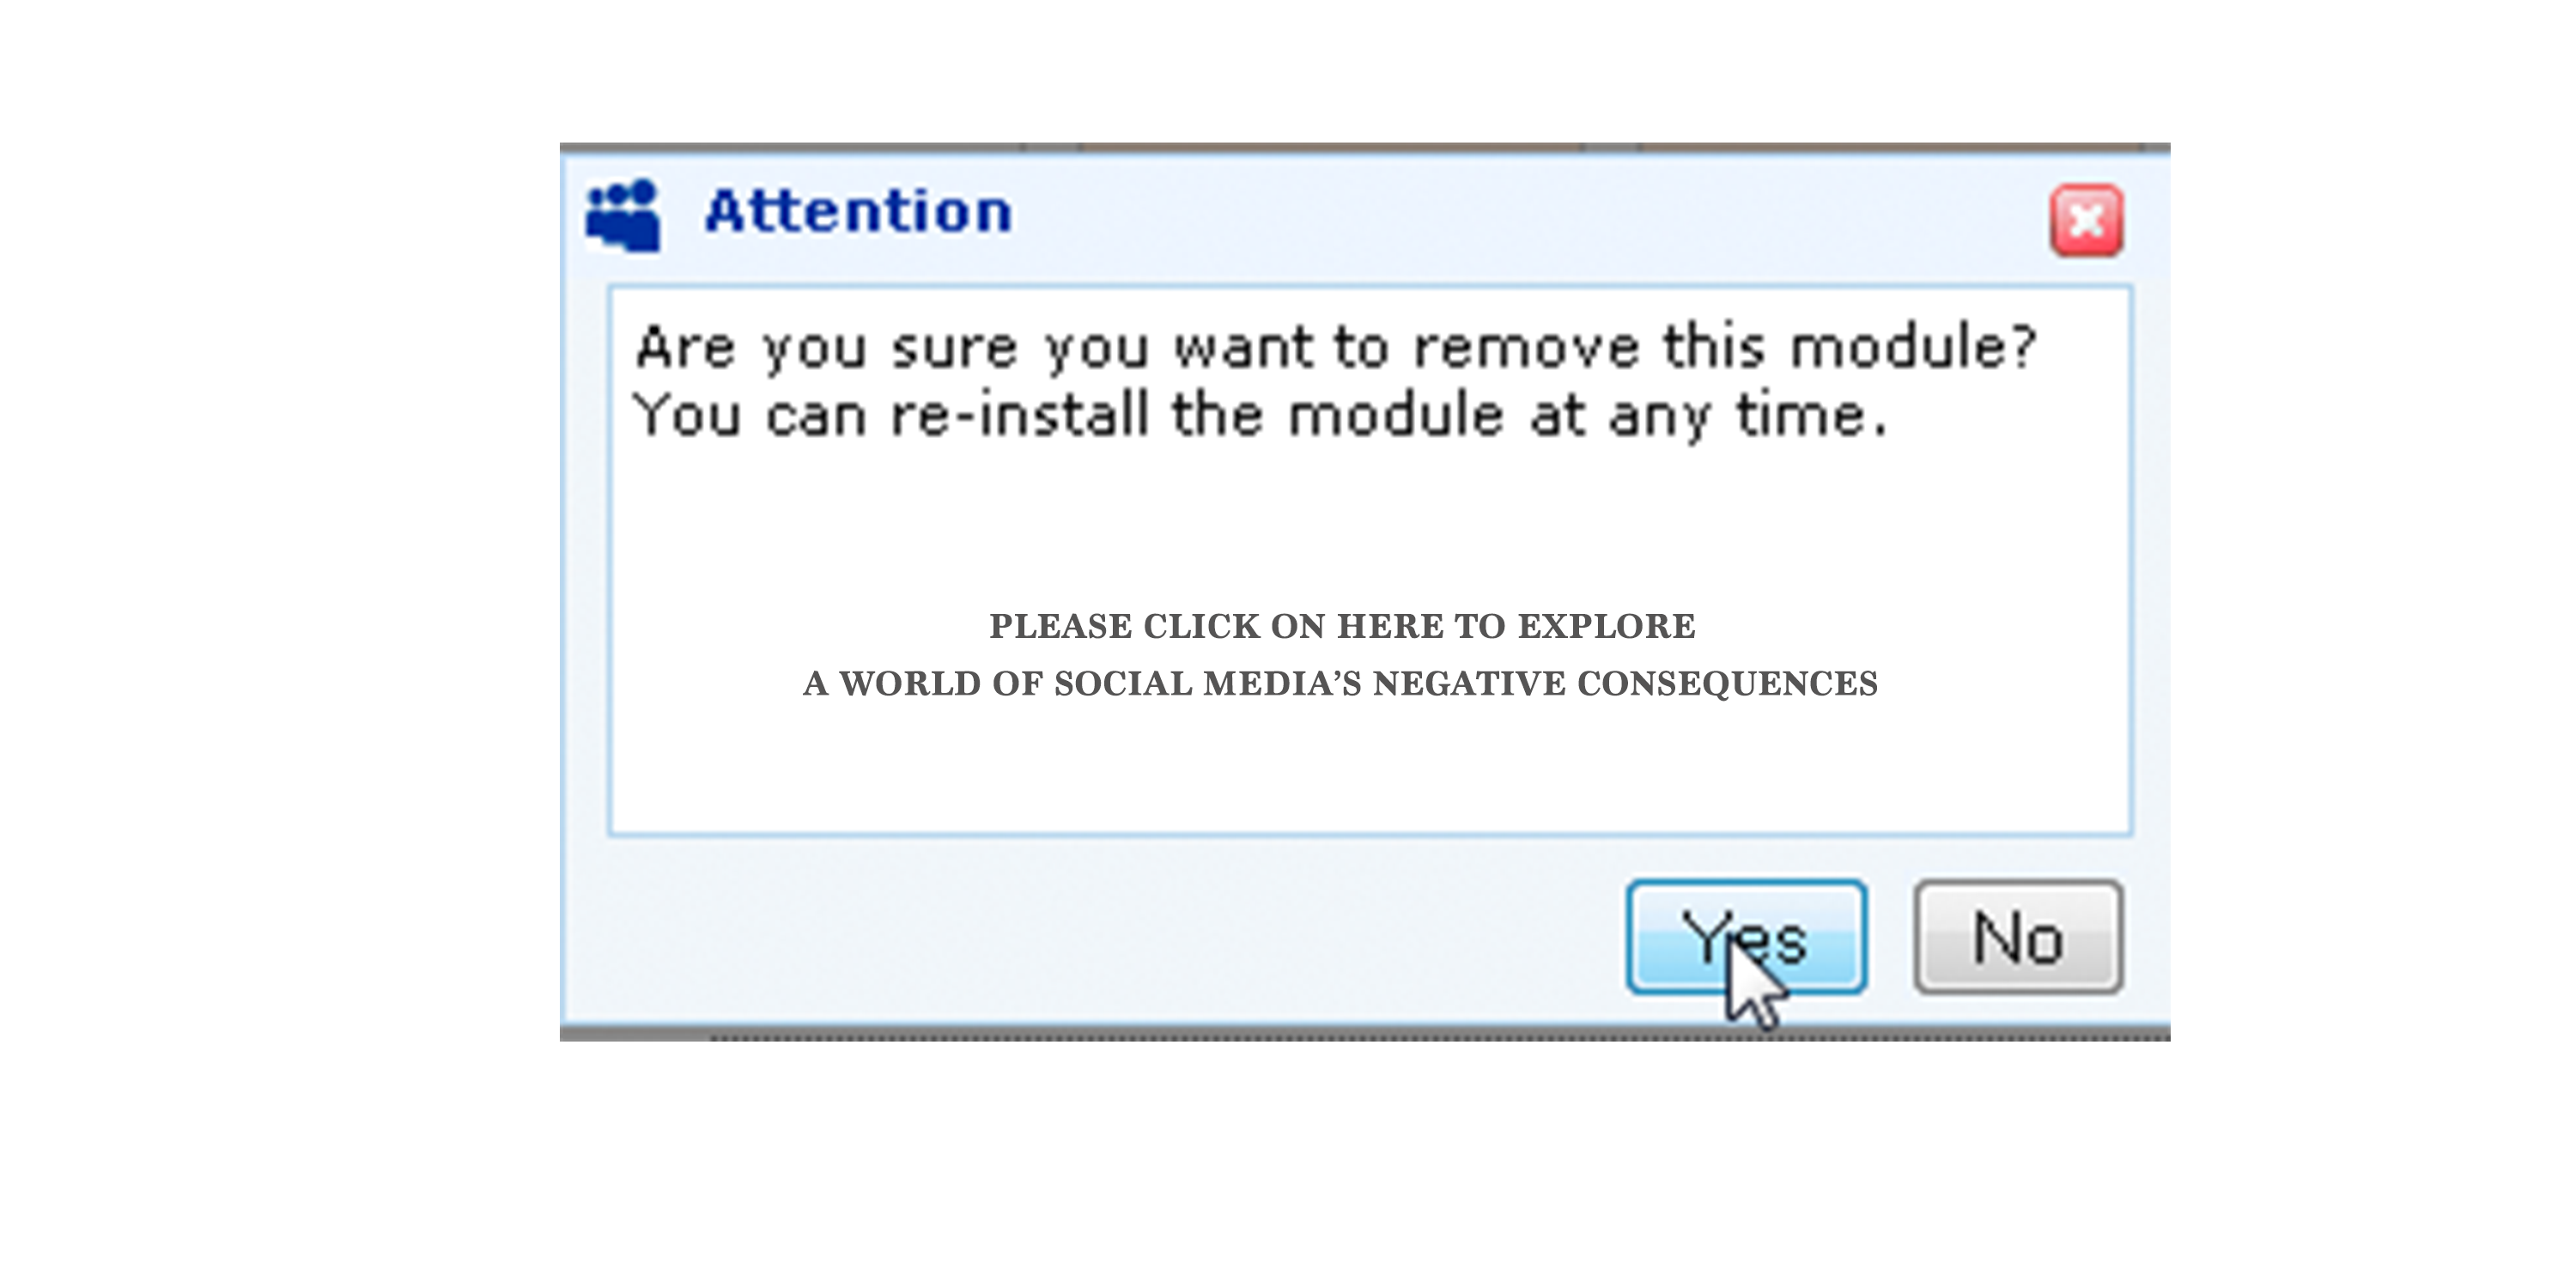 Attention
Are you sure you want to remove this module?
You can re-install the module at any time.
PLEASE CLICK ON HERE TO EXPLORE
A WORLD OF SOCIAL MEDIA’S NEGATIVE CONSEQUENCES
Yes
No